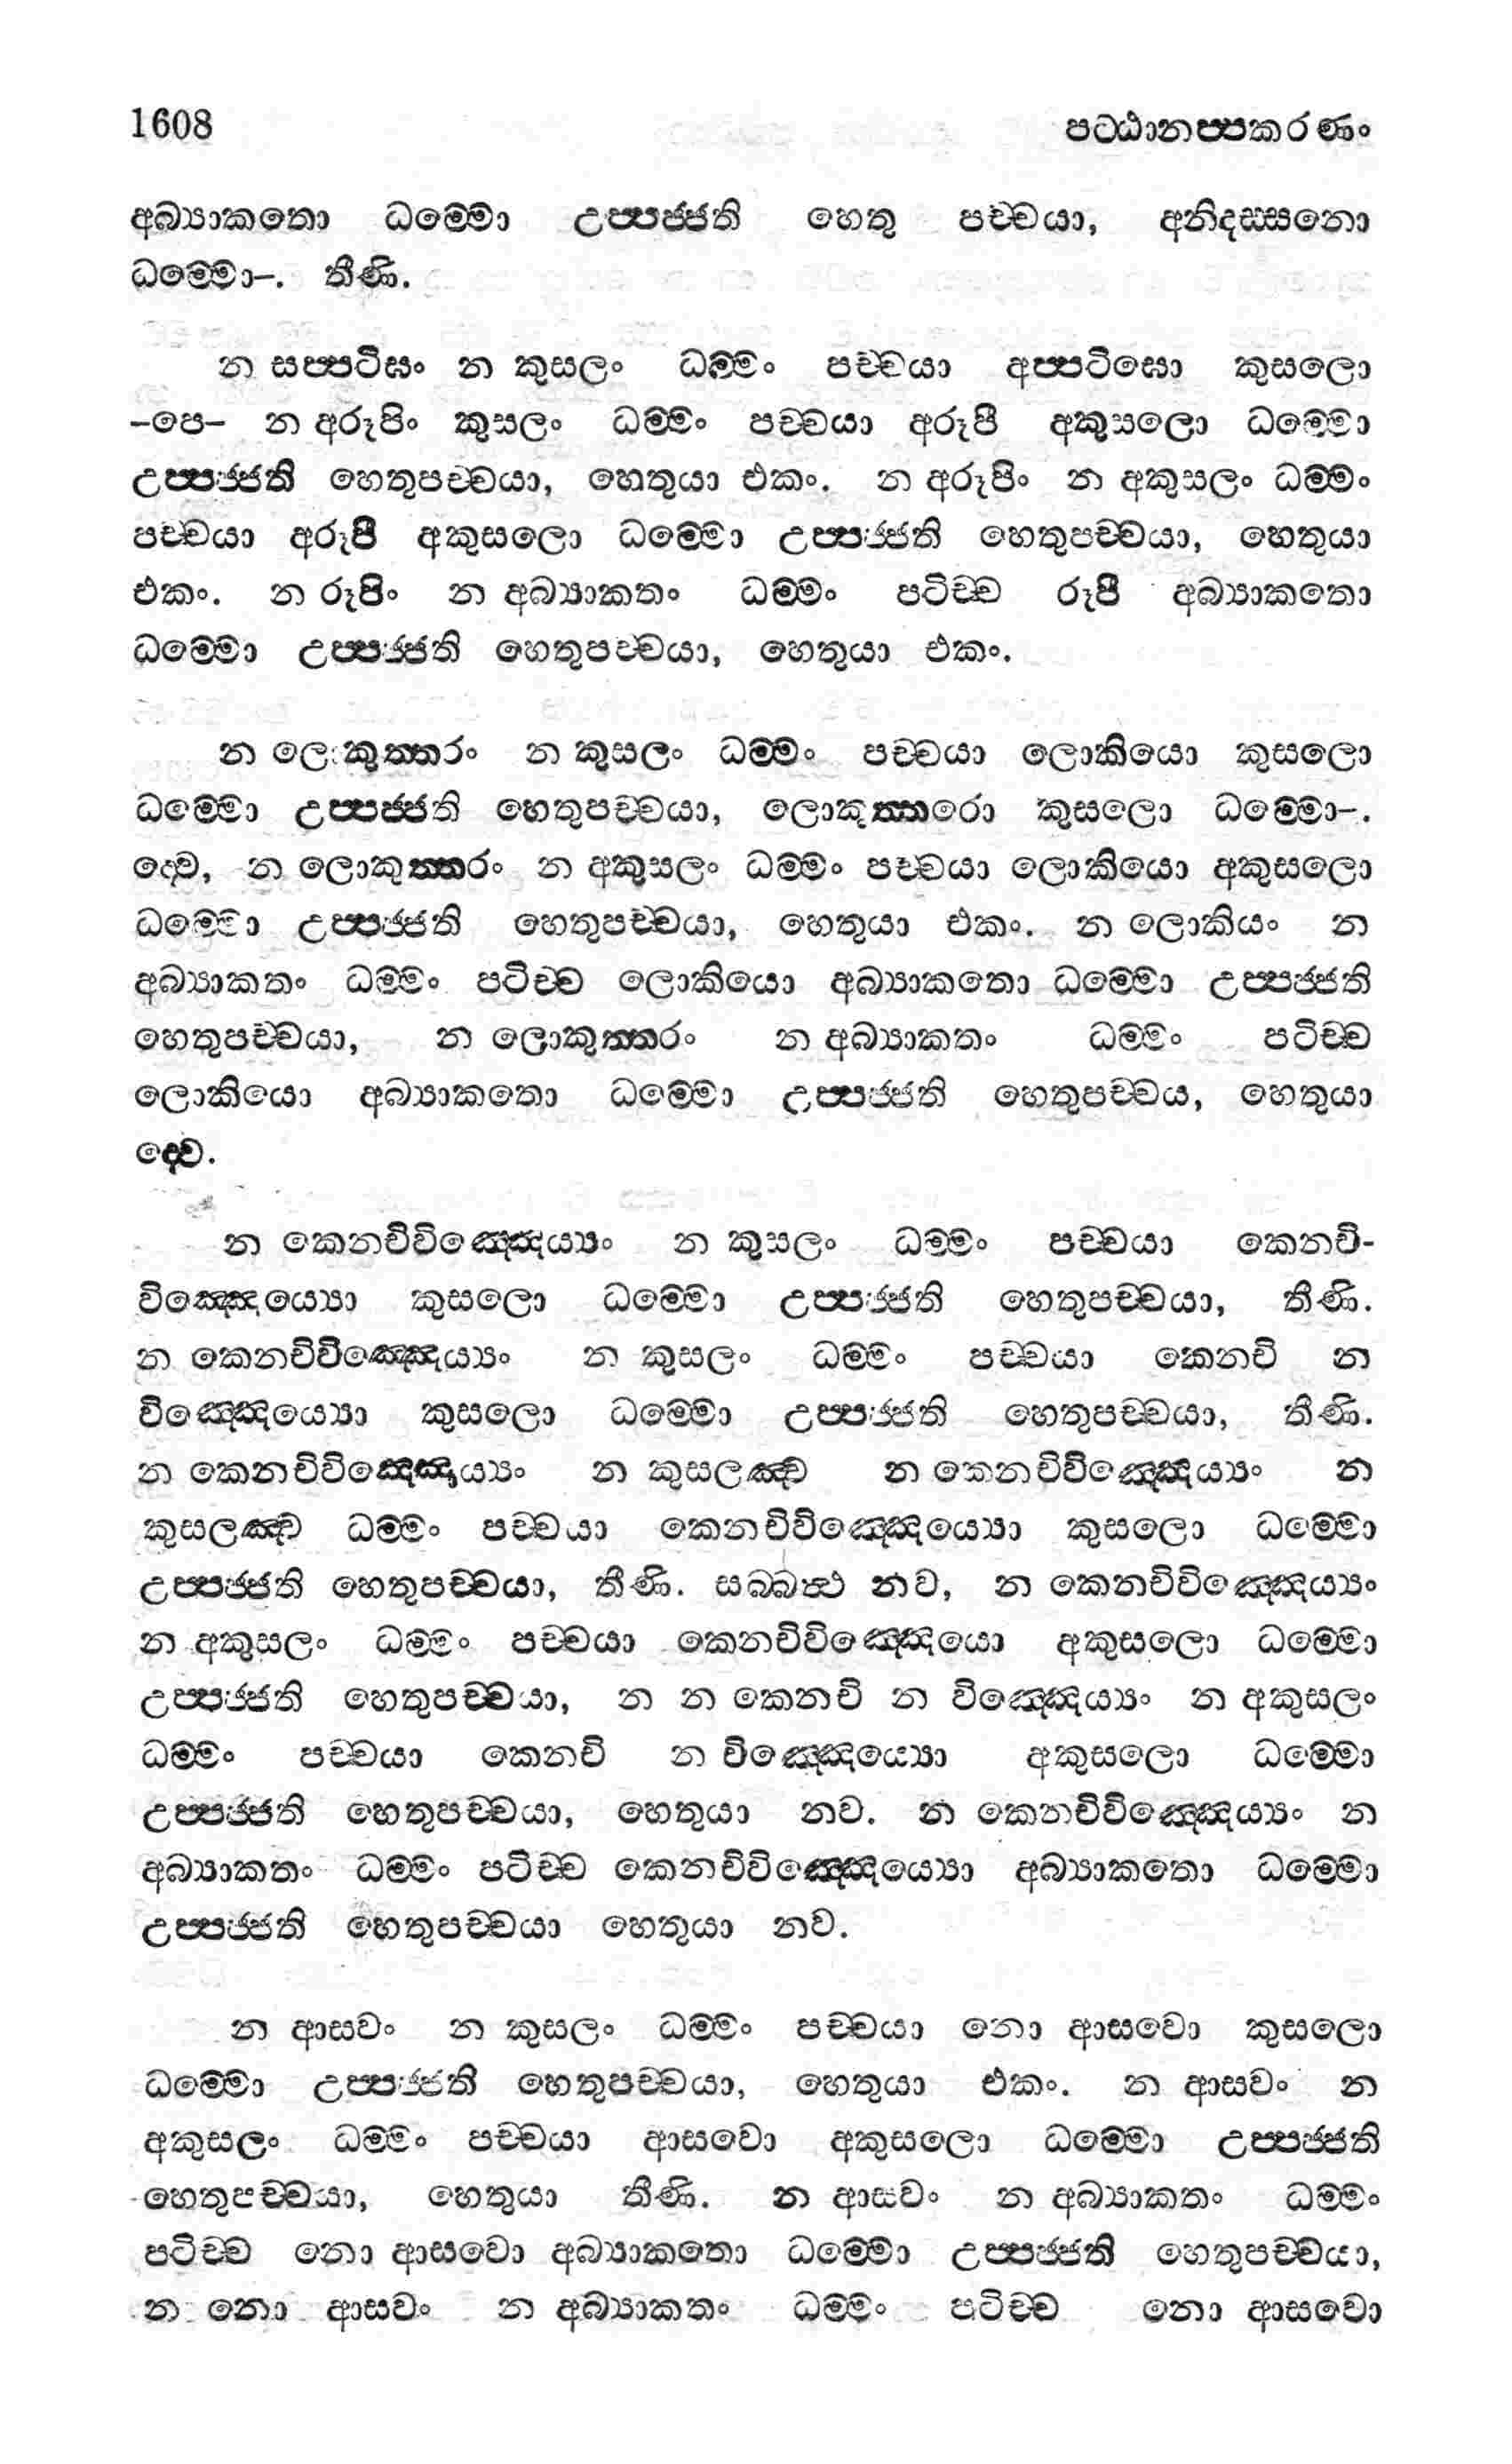 1608 පට්ඨානප්පකරණං
අබ්‍යාකතො ධම්මො උප්පජ්ජති හෙතු පච්චයා, අනිදස්සනො
ධම්මො–. තීණි.
න සප්පටිඝං න කුසලං ධම්මං පච්චයා අප්පටිඝො කුසලො
–පෙ– න අරූපිං කුසලං ධම්මං පච්චයා අරූපී අකුසලො ධම්මො
උප්පජ්ජති හෙතුපච්චයා, හෙතුයා එකං. න අරූපිං න අකුසලං ධම්මං
පච්චයා අරූපී අකුසලො ධම්මො උප්පජ්ජති හෙතුපච්චයා, හෙතුයා
එකං. න රූපිං න අබ්‍යාකතං ධම්මං පටිච්ච රූපී අබ්‍යාකතො
ධම්මො උප්පජ්ජති හෙතුපච්චයා, හෙතුයා එකං.
න ලොකුත්තරං න කුසලං ධම්මං පච්චයා ලොකියො කුසලො
ධම්මො උප්පජ්ජති හෙතුපච්චයා, ලොකුත්තරො කුසලො ධම්මො–.
ද්වෙ, න ලොකුත්තරං න අකුසලං ධම්මං පච්චයා ලොකියො අකුසලො
ධම්මො උප්පජ්ජති හෙතුපච්චයා, හෙතුයා එකං. න ලොකියං න
අබ්‍යාකතං ධම්මං පටිච්ච ලොකියො අබ්‍යාකතො ධම්මො උප්පජ්ජති
හෙතුපච්චයා, න ලොකුත්තරං න අබ්‍යාකතං ධම්මං පටිච්ච
ලොකියො අබ්‍යාකතො ධම්මො උප්පජ්ජති හෙතුපච්චය, හෙතුයා
ද්වෙ.
න කෙනචිවිඤ්ඤෙය්‍යං න කුසලං ධම්මං පච්චයා කෙනචි-
විඤ්ඤෙය්‍යො කුසලො ධම්මො උප්පජ්ජති හෙතුපච්චයා, තීණි.
න කෙනචිවිඤ්ඤෙය්‍යං න කුසලං ධම්මං පච්චයා කෙනචි න
විඤ්ඤෙය්‍යො කුසලො ධම්මො උප්පජ්ජති හෙතුපච්චයා, තීණි.
න කෙනචිවිඤ්ඤෙය්‍යං න කුසලඤ්ච න කෙනචිවිඤ්ඤෙය්‍යං න
කුසලඤ්ච ධම්මං පච්චයා කෙනචිවිඤ්ඤෙය්‍යො කුසලො ධම්මො
උප්පජ්ජති හෙතුපච්චයා, තීණි. සබ්බත්ථ නව, න කෙනචිවිඤ්ඤෙය්‍යං
න අකුසලං ධම්මං පච්චයා කෙනචිවිඤ්ඤෙයො අකුසලො ධම්මො
උප්පජ්ජති හෙතුපච්චයා, න න කෙනචි න විඤ්ඤෙය්‍යං න අකුසලං
ධම්මං පච්චයා කෙනචි න විඤ්ඤෙය්‍යො අකුසලො ධම්මො
උප්පජ්ජති හෙතුපච්චයා, හෙතුයා නව. න කෙනචිවිඤ්ඤෙය්‍යං න
අබ්‍යාකතං ධම්මං පටිච්ච කෙනචිවිඤ්ඤෙය්‍යො අබ්‍යාකතො ධම්මො
උප්පජ්ජති හෙතුපච්චයා හෙතුයා නව.
න ආසවං න කුසලං ධම්මං පච්චයා නො ආසවො කුසලො
ධම්මො උප්පජ්ජති හෙතුපච්චයා, හෙතුයා එකං. න ආසවං න
අකුසලං ධම්මං පච්චයා ආසවො අකුසලො ධම්මො උප්පජ්ජති
හෙතුපච්චයා, හෙතුයා තීණි. න ආසවං න අබ්‍යාකතං ධම්මං
පටිච්ච නො ආසවො අබ්‍යාකතො ධම්මො උප්පජ්ජති හෙතුපච්චයා,
න නො ආසවං න අබ්‍යාකතං ධම්මං පටිච්ච නො ආසවො